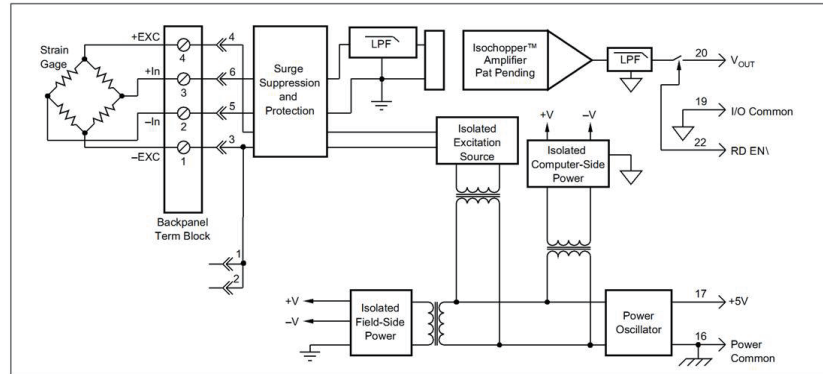 Strain
Gage
+EXC
+In
–In
–EXC
4
3
2
1
Backpanel
Term Block
4
6
5
3
1
2
Surge
Suppression
and
Protection
LPF
Isochopper™
Amplifier
Pat Pending
LPF
20
VOUT
19
I/O Common
22
RD EN\
Isolated
Excitation
Source
+V
–V
Isolated
Computer-Side
Power
+V
–V
Isolated
Field-Side
Power
Power
Oscillator
17
+5V
16
Power
Common